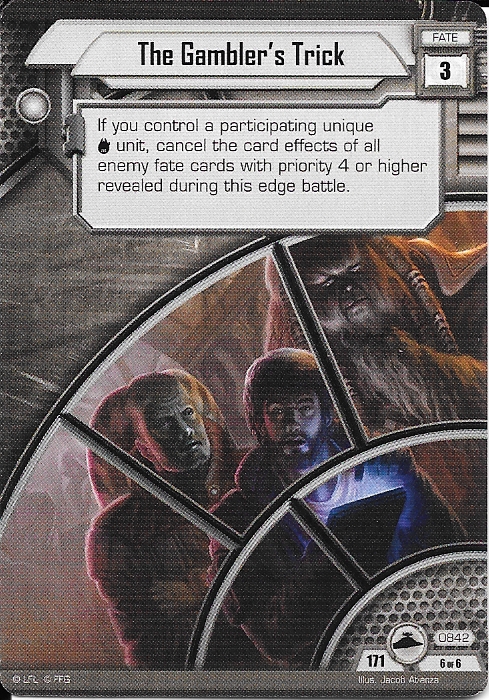 The Gambler's Trick
FATE
3
If you control a participating unique
unit, cancel the card effects of all
enemy fate cards with priority 4 or higher
revealed during this edge battle.
0842
171
6 OF 6
© LFL © FFG
Illus. Jacob Atienza